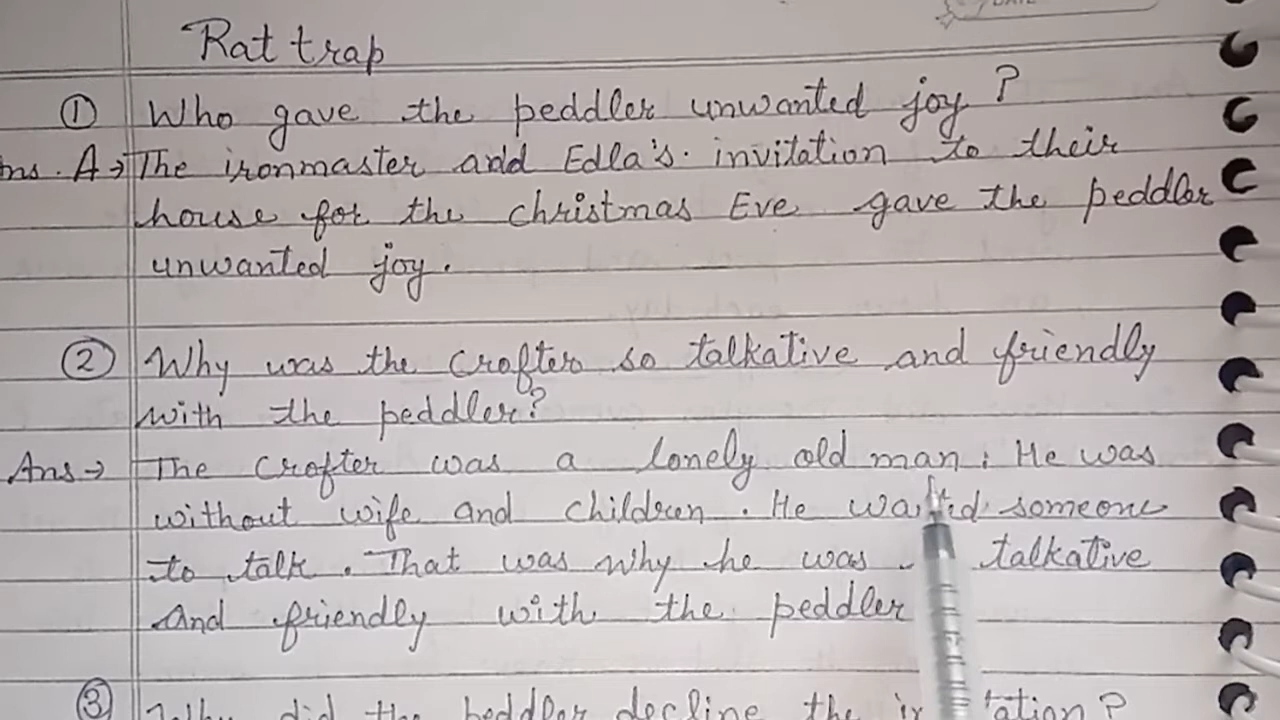 Rat trap
① Who gave the peddler unwanted joy?
Ans. A→ The ironmaster and Edla's invitation to their
house for the christmas Eve gave the peddler
unwanted joy.
② Why was the Crofter so talkative and friendly
with the peddler?
Ans→ The Crofter was a lonely old man. He was
without wife and children. He wanted someone
to talk. That was why he was talkative
And friendly with the peddler
③ Why did the peddler decline the